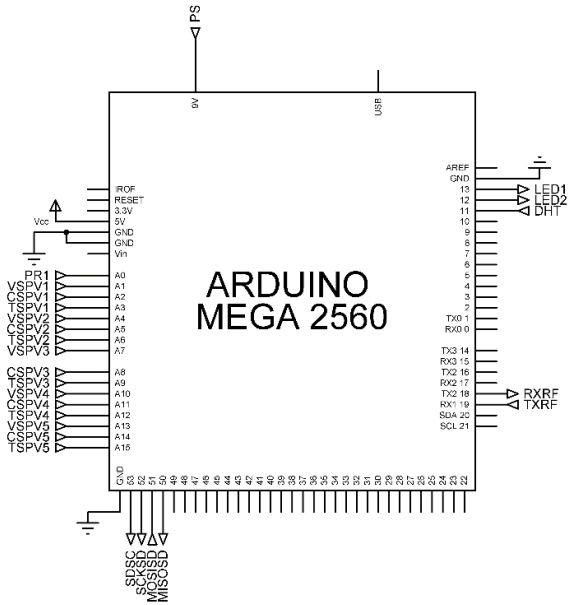 PS
9V
USB
IROF
RESET
3.3V
5V
GND
GND
Vin
Vcc
PR1 A0
VSPV1 A1
CSPV1 A2
TSPV1 A3
VSPV2 A4
CSPV2 A5
TSPV2 A6
VSPV3 A7
CSPV3 A8
TSPV3 A9
VSPV4 A10
CSPV4 A11
TSPV4 A12
VSPV5 A13
CSPV5 A14
TSPV5 A15
ARDUINO
MEGA 2560
AREF
GND
13 LED1
12 LED2
11 DHT
10
9
8
7
6
5
4
3
2
TX0 1
RX0 0
TX3 14
RX3 15
TX2 16
RX2 17
TX2 18 RXRF
RX1 19 TXRF
SDA 20
SCL 21
GND 53 52 51 50 49 48 47 46 45 44 43 42 41 40 39 38 37 36 35 34 33 32 31 30 29 28 27 26 25 24 23 22
SDSC
SCKSD
MOSISD
MISOSD